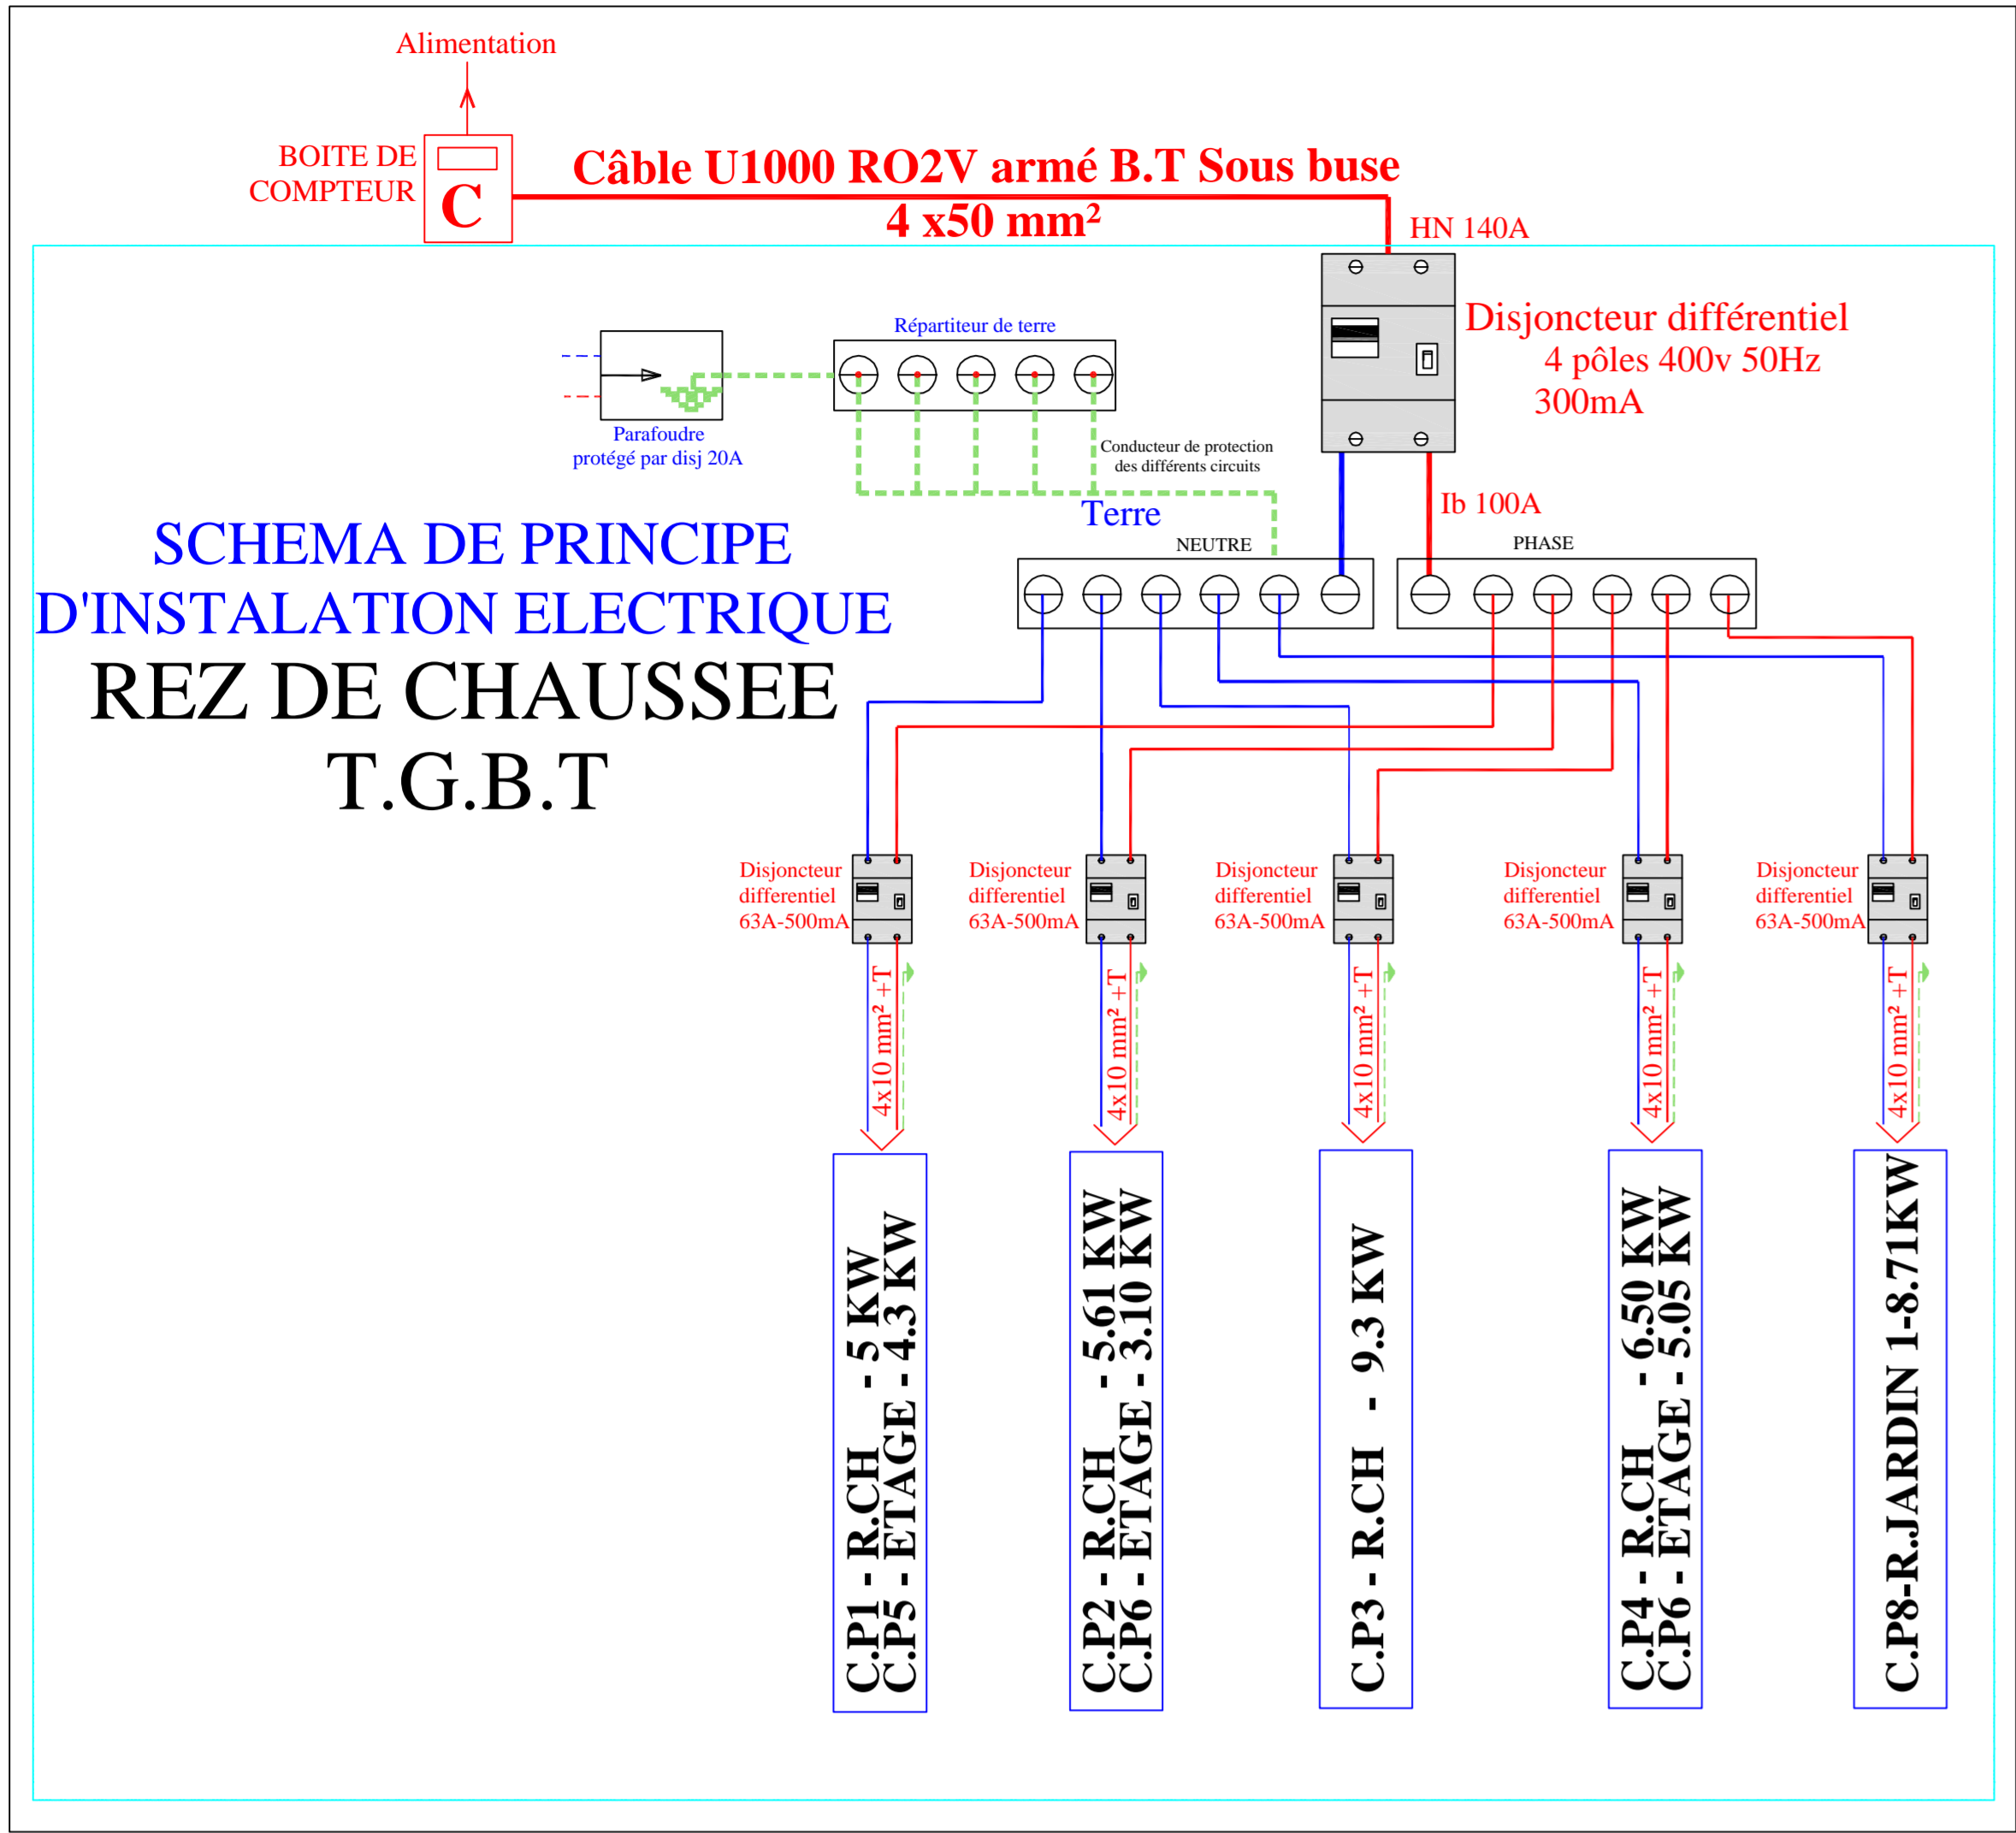 Alimentation
BOITE DE
COMPTEUR
C
Câble U1000 RO2V armé B.T Sous buse
4 x50 mm²
HN 140A
Disjoncteur différentiel
4 pôles 400v 50Hz
300mA
Répartiteur de terre
Parafoudre
protégé par disj 20A
Conducteur de protection
des différents circuits
Terre
Ib 100A
NEUTRE
PHASE
SCHEMA DE PRINCIPE
D'INSTALATION ELECTRIQUE
REZ DE CHAUSSEE
T.G.B.T
Disjoncteur
differentiel
63A-500mA
Disjoncteur
differentiel
63A-500mA
Disjoncteur
differentiel
63A-500mA
Disjoncteur
differentiel
63A-500mA
Disjoncteur
differentiel
63A-500mA
4x10 mm² +T
4x10 mm² +T
4x10 mm² +T
4x10 mm² +T
4x10 mm² +T
C.P1 - R.CH - 5 KW
C.P5 - ETAGE - 4.3 KW
C.P2 - R.CH - 5.61 KW
C.P6 - ETAGE - 3.10 KW
C.P3 - R.CH - 9.3 KW
C.P4 - R.CH - 6.50 KW
C.P6 - ETAGE - 5.05 KW
C.P8-R.JARDIN 1-8.71KW